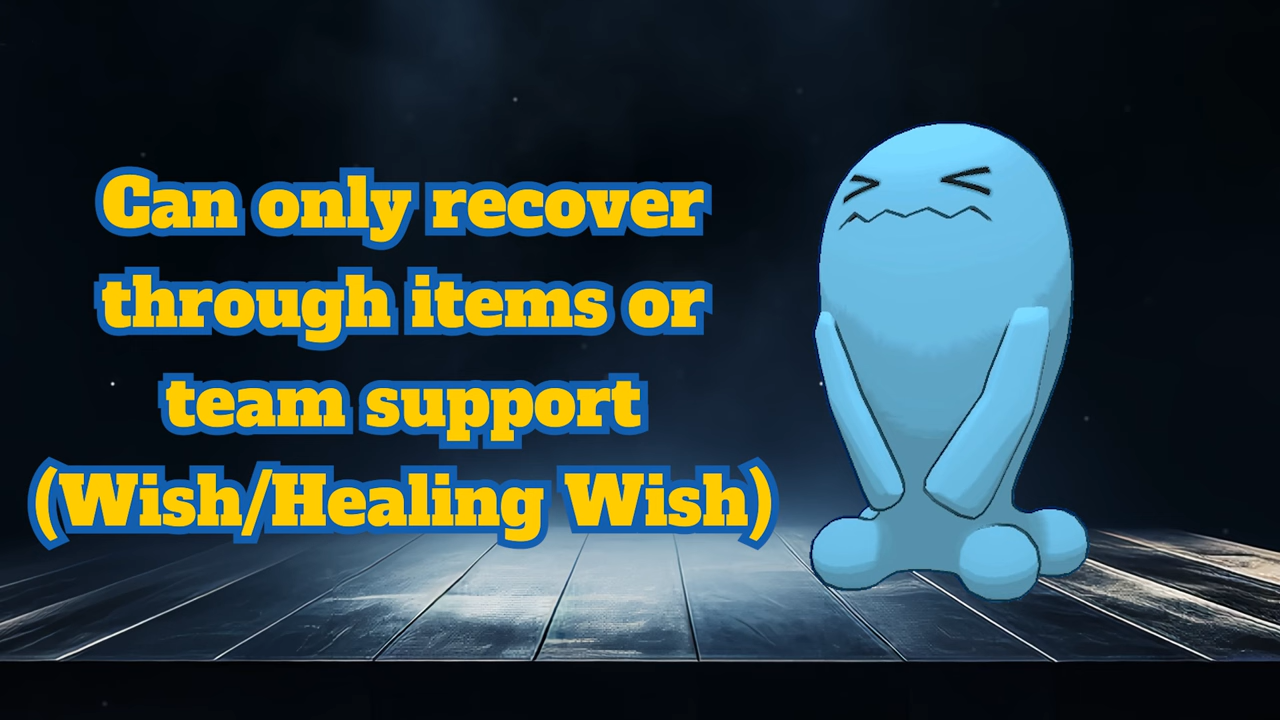 Can only recover
through items or
team support
(Wish/Healing Wish)